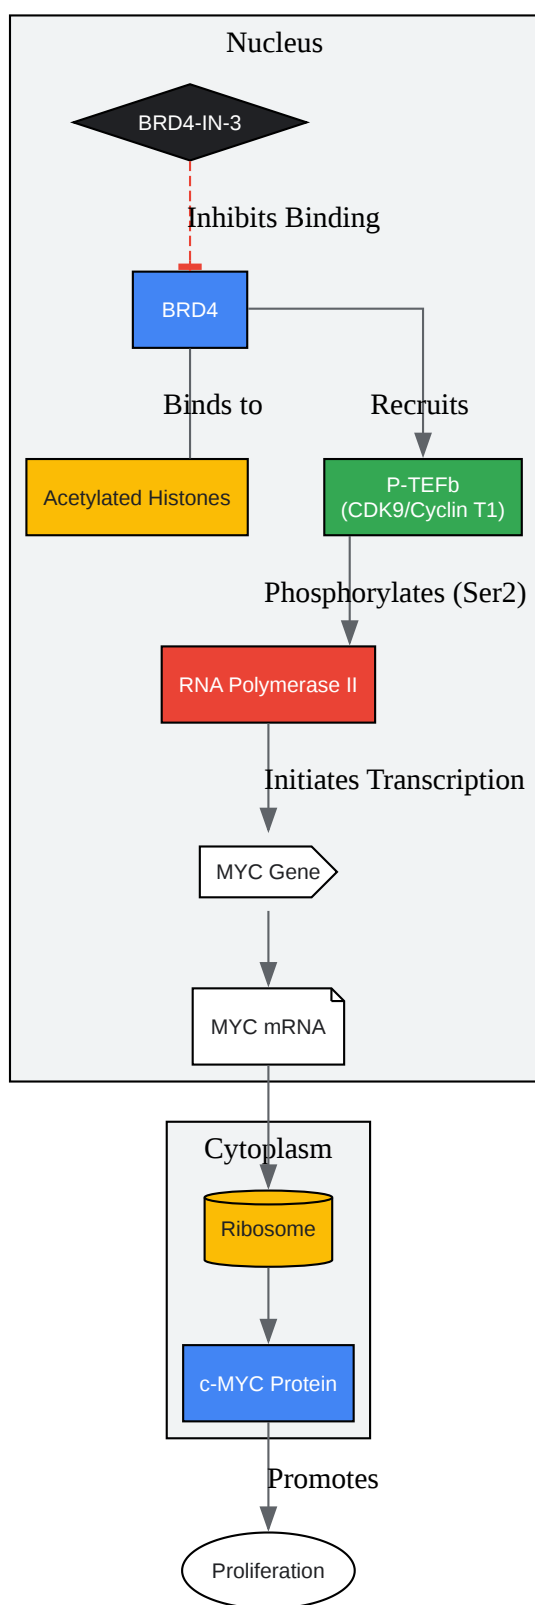 Nucleus
BRD4-IN-3
Inhibits Binding
BRD4
Binds to
Recruits
Acetylated Histones
P-TEFb
(CDK9/Cyclin T1)
Phosphorylates (Ser2)
RNA Polymerase II
Initiates Transcription
MYC Gene
MYC mRNA
Cytoplasm
Ribosome
c-MYC Protein
Promotes
Proliferation